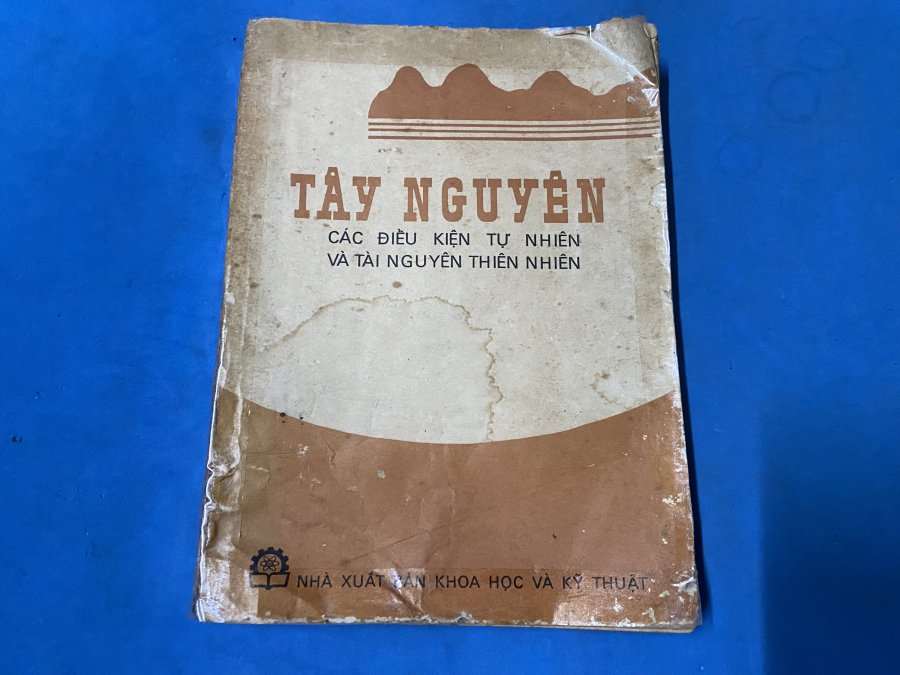 TÂY NGUYÊN
CÁC ĐIỀU KIỆN TỰ NHIÊN
VÀ TÀI NGUYÊN THIÊN NHIÊN
NHÀ XUẤT BẢN KHOA HỌC VÀ KỸ THUẬT